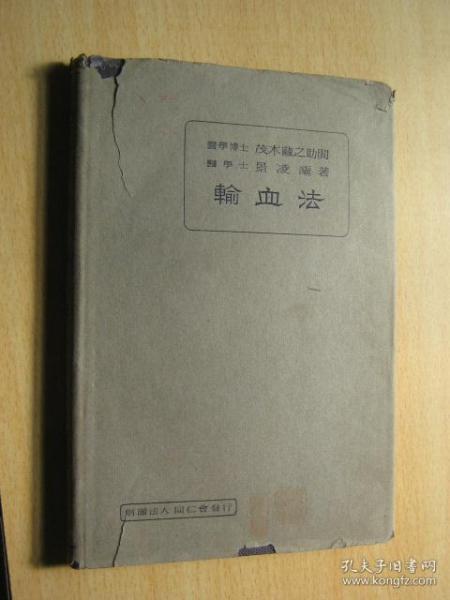 醫學博士 茂木藏之助閱
醫學士 景凌灞著
輸血法
財團法人同仁會發行
孔夫子旧书网
www.kongfz.com